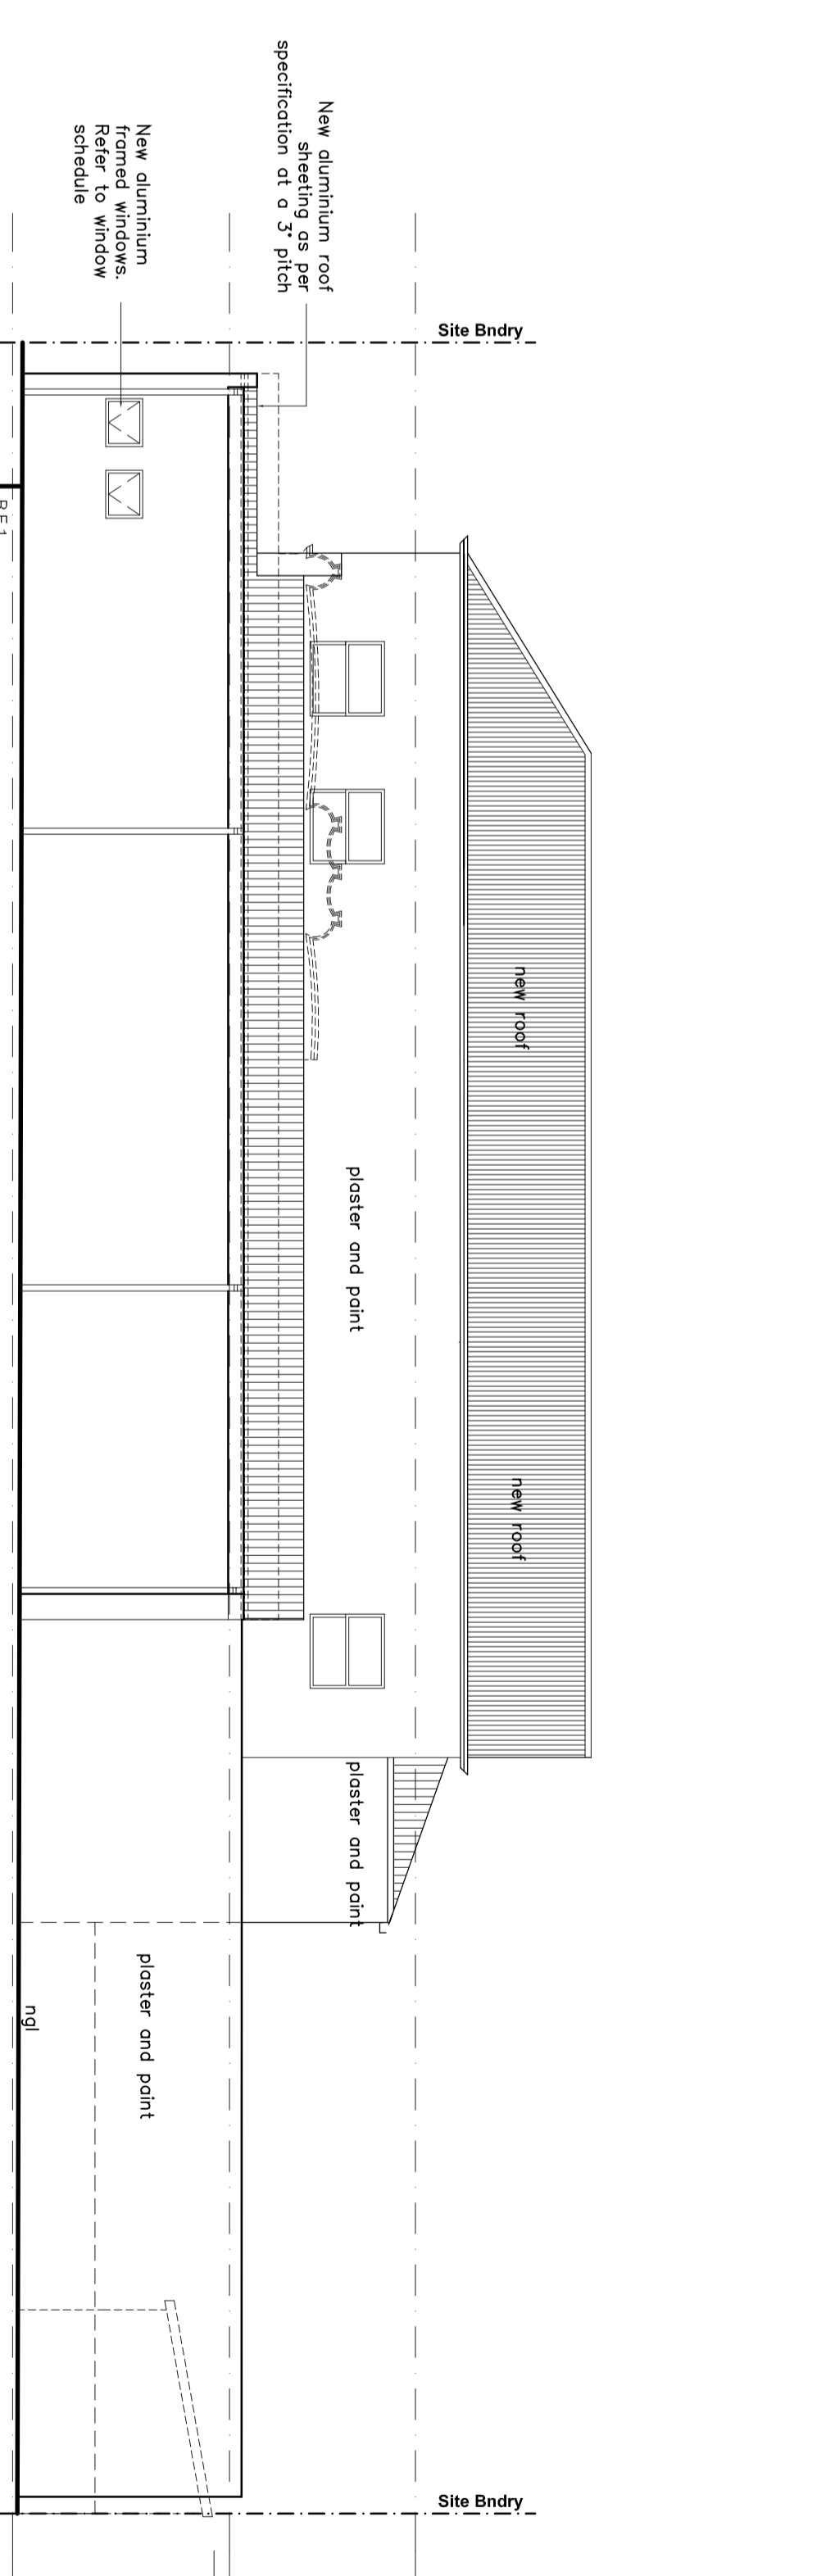 New aluminium roof
sheeting as per
specification at a 3° pitch
New aluminium
framed windows.
Refer to window
schedule
Site Bndry
new roof
new roof
plaster and paint
plaster and paint
plaster and paint
ngl
Site Bndry